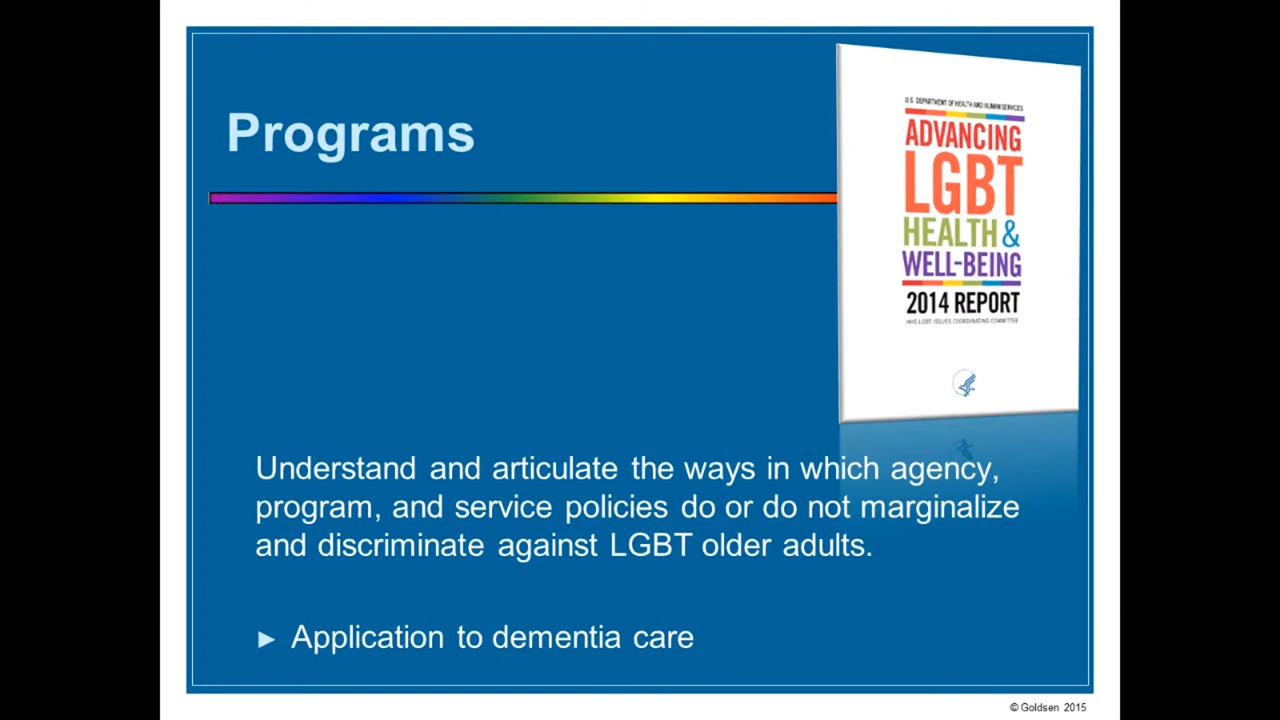 Programs
U.S. DEPARTMENT OF HEALTH AND HUMAN SERVICES
ADVANCING
LGBT
HEALTH &
WELL-BEING
2014 REPORT
HHS LGBT ISSUES COORDINATING COMMITTEE
Understand and articulate the ways in which agency,
program, and service policies do or do not marginalize
and discriminate against LGBT older adults.
► Application to dementia care
© Goldsen 2015